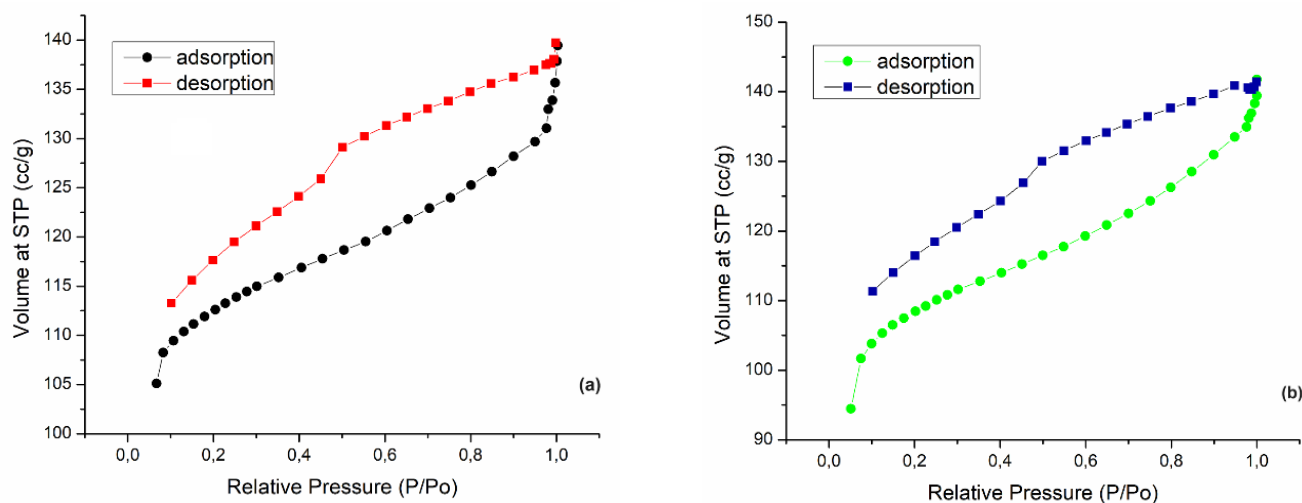 140
135
130
125
120
115
110
105
100
Volume at STP (cc/g)
adsorption
desorption
(a)
0,0 0,2 0,4 0,6 0,8 1,0
Relative Pressure (P/Po)
150
140
130
120
110
100
90
Volume at STP (cc/g)
adsorption
desorption
(b)
0,0 0,2 0,4 0,6 0,8 1,0
Relative Pressure (P/Po)